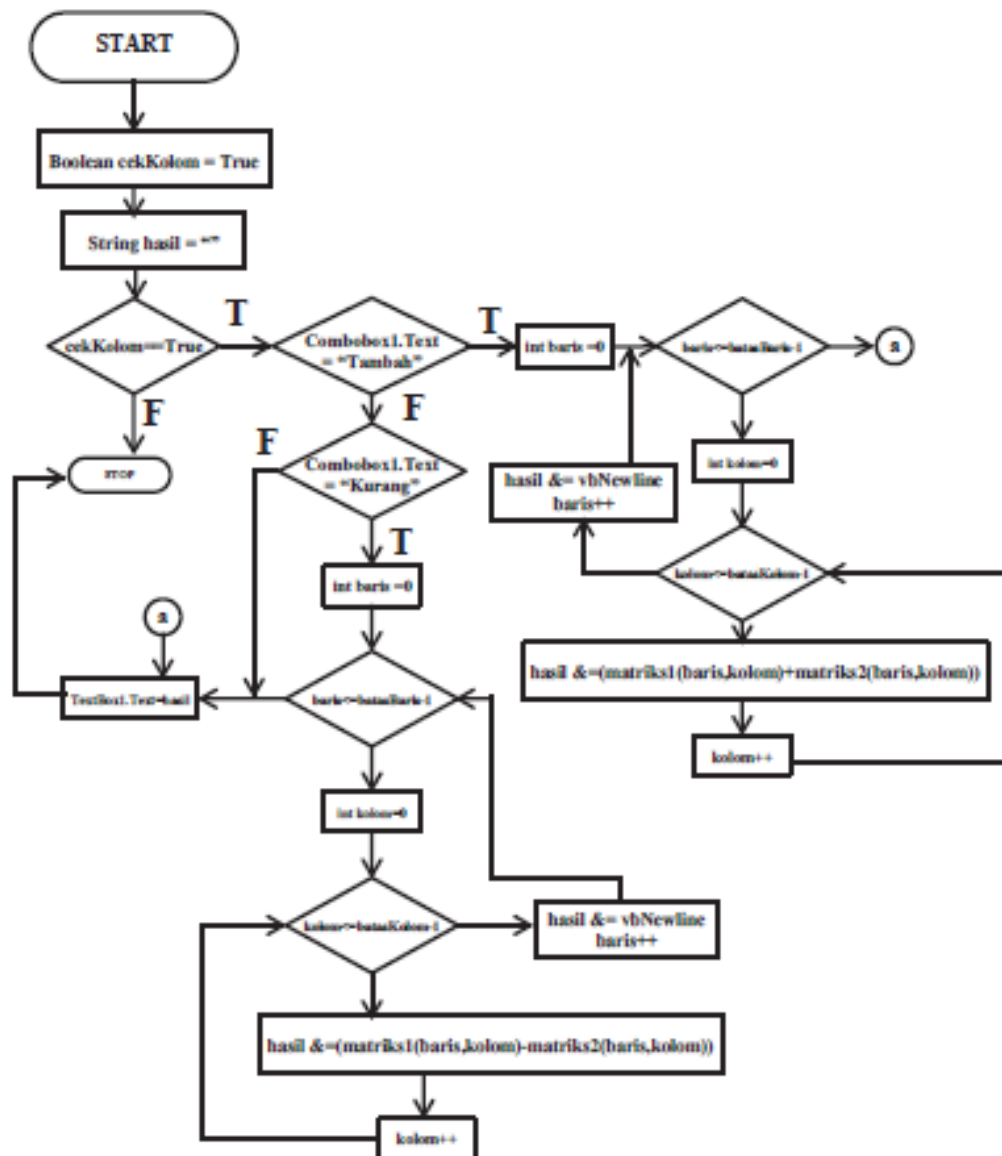 START
Boolean cekKolom = True
String hasil = “”
cekKolom==True
T
F
STOP
Combobox1.Text
= “Tambah”
T
F
int baris =0
baris<=batasBaris-1
a
int kolom=0
kolom<=batasKolom-1
hasil &= vbNewline
baris++
hasil &=(matriks1(baris,kolom)+matriks2(baris,kolom))
kolom++
Combobox1.Text
= “Kurang”
F
T
int baris =0
a
TextBox1.Text=hasil
baris<=batasBaris-1
int kolom=0
kolom<=batasKolom-1
hasil &= vbNewline
baris++
hasil &=(matriks1(baris,kolom)-matriks2(baris,kolom))
kolom++